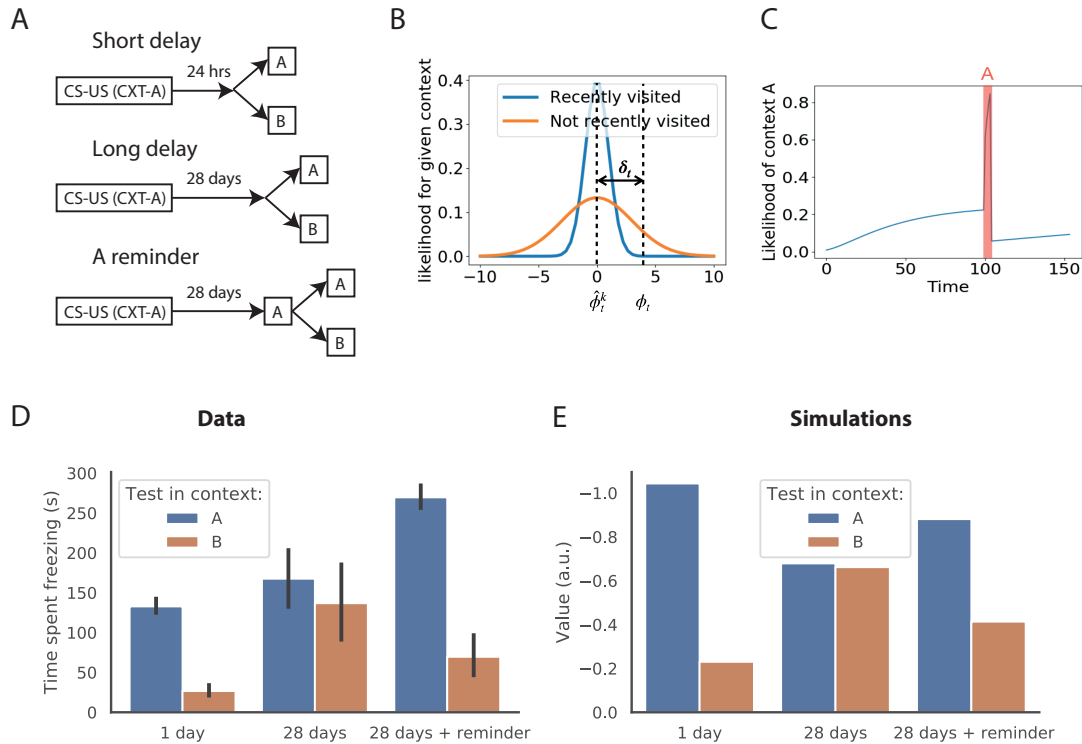 A
Short delay
CS-US (CXT-A)
24 hrs
A
B
Long delay
CS-US (CXT-A)
28 days
A
B
A reminder
CS-US (CXT-A)
28 days
A
A
B
B
likelihood for given context
0.4
0.3
0.2
0.1
0.0
Recently visited
Not recently visited
δₜ
−10
−5
0
5
10
φ̂ₜᵏ
φₜ
C
A
Likelihood of context A
0.8
0.6
0.4
0.2
0.0
0
50
100
150
Time
D
Data
Time spent freezing (s)
300
250
200
150
100
50
0
Test in context:
A
B
1 day
28 days
28 days + reminder
E
Simulations
Value (a.u.)
−1.0
−0.8
−0.6
−0.4
−0.2
−0.0
Test in context:
A
B
1 day
28 days
28 days + reminder